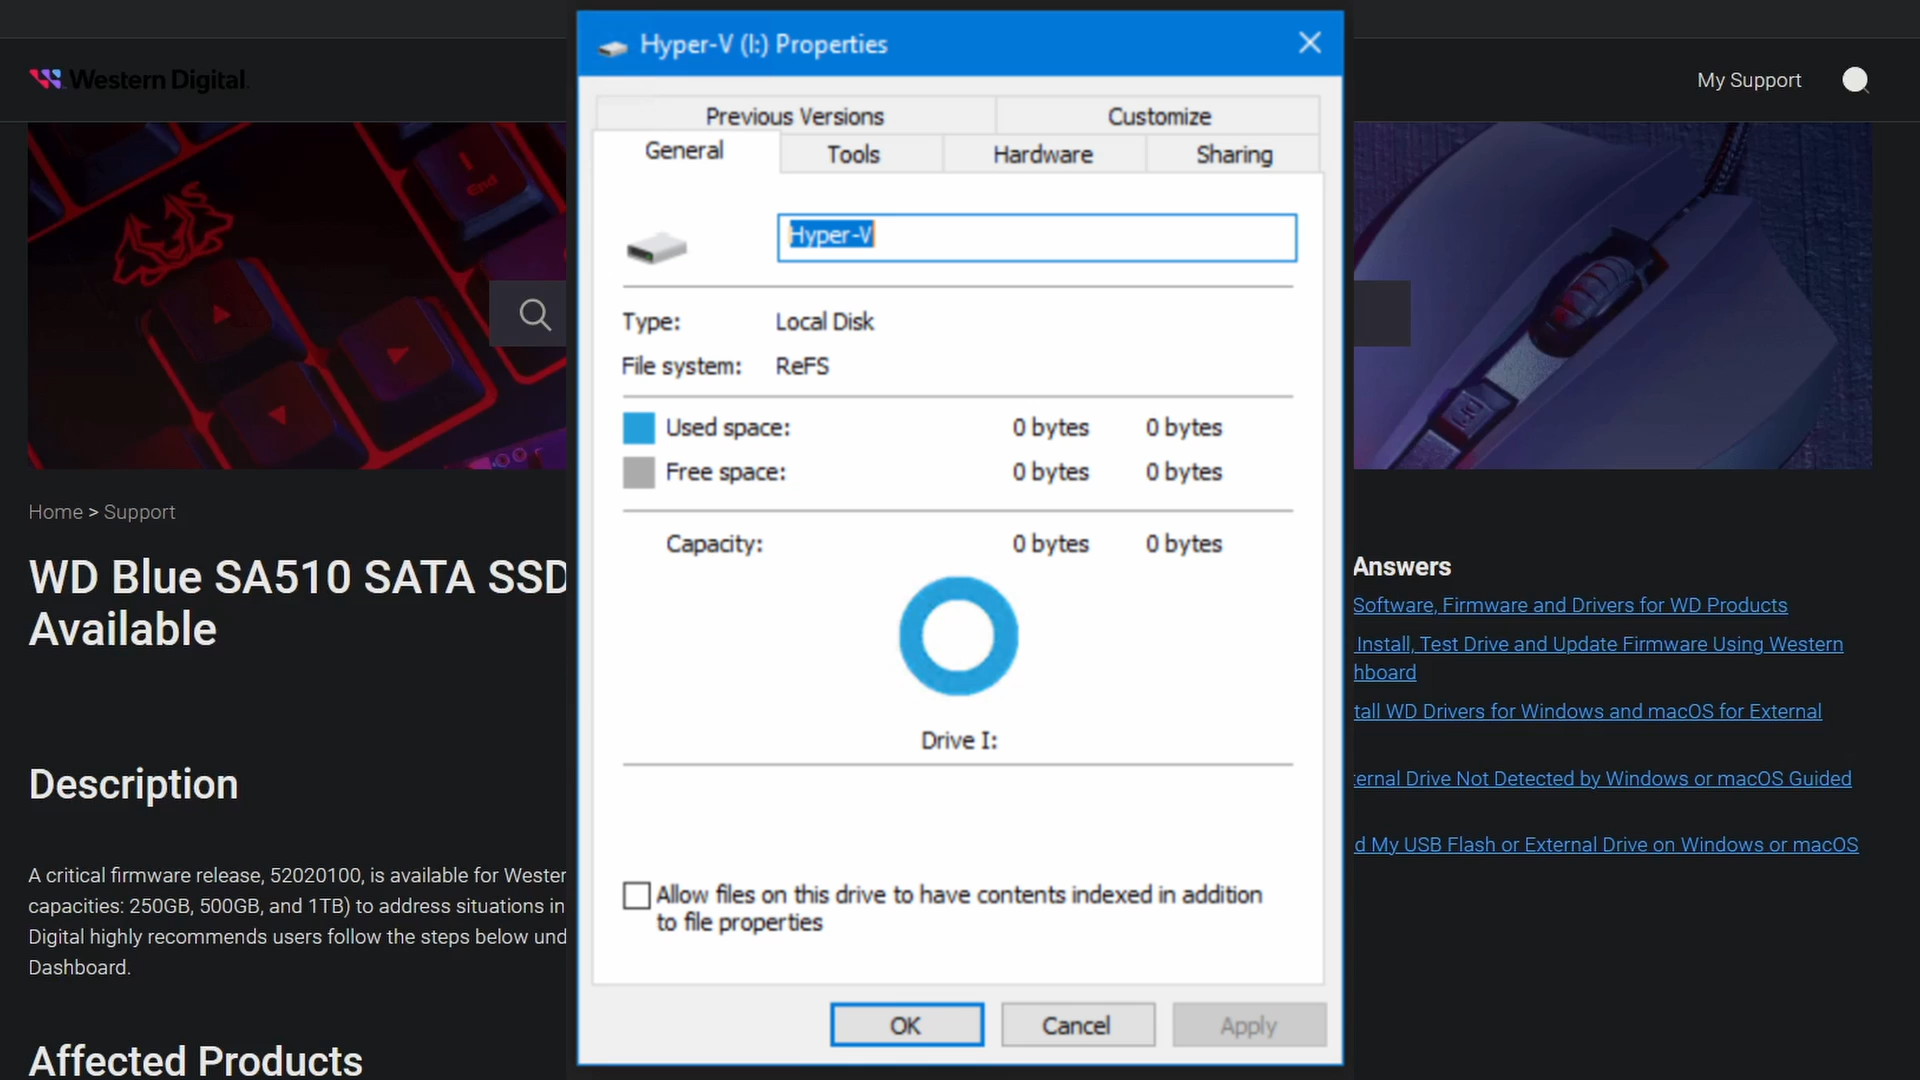 Western Digital.
My Support
End
Home > Support
WD Blue SA510 SATA SSD
Available
Description
A critical firmware release, 52020100, is available for Wester
capacities: 250GB, 500GB, and 1TB) to address situations in
Digital highly recommends users follow the steps below und
Dashboard.
Affected Products
Hyper-V (I:) Properties
Previous Versions
Customize
General
Tools
Hardware
Sharing
Hyper-V
Type: Local Disk
File system: ReFS
Used space: 0 bytes 0 bytes
Free space: 0 bytes 0 bytes
Capacity: 0 bytes 0 bytes
Drive I:
Allow files on this drive to have contents indexed in addition
to file properties
OK
Cancel
Apply
Answers
Software, Firmware and Drivers for WD Products
Install, Test Drive and Update Firmware Using Western
hboard
tall WD Drivers for Windows and macOS for External
ernal Drive Not Detected by Windows or macOS Guided
d My USB Flash or External Drive on Windows or macOS